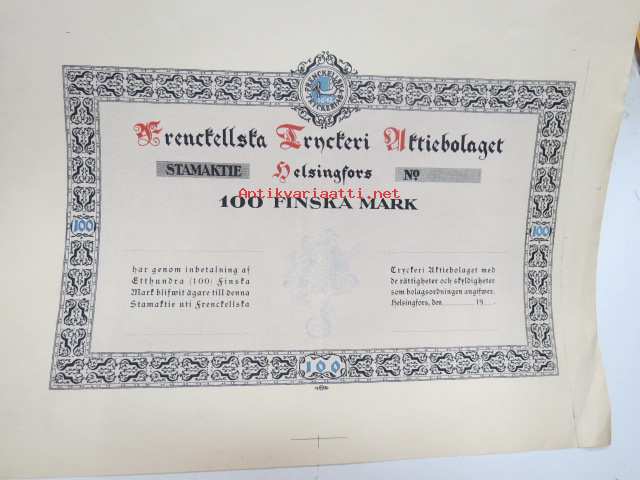 FRENCKELLSKA
1642
TRYCKERI
Frenckellska Tryckeri Aktiebolaget
STAMAKTIE Helsingfors No
Antikvariaatti.net
100 FINSKA MARK
100 100
har genom inbetalning af
Etthundra (100) Finska
Mark blifwit ägare till denna
Stamaktie uti Frenckellska
Tryckeri Aktiebolaget med
de rättigheter och skyldigheter
som bolagsordningen angifwer.
Helsingfors, den 19
100